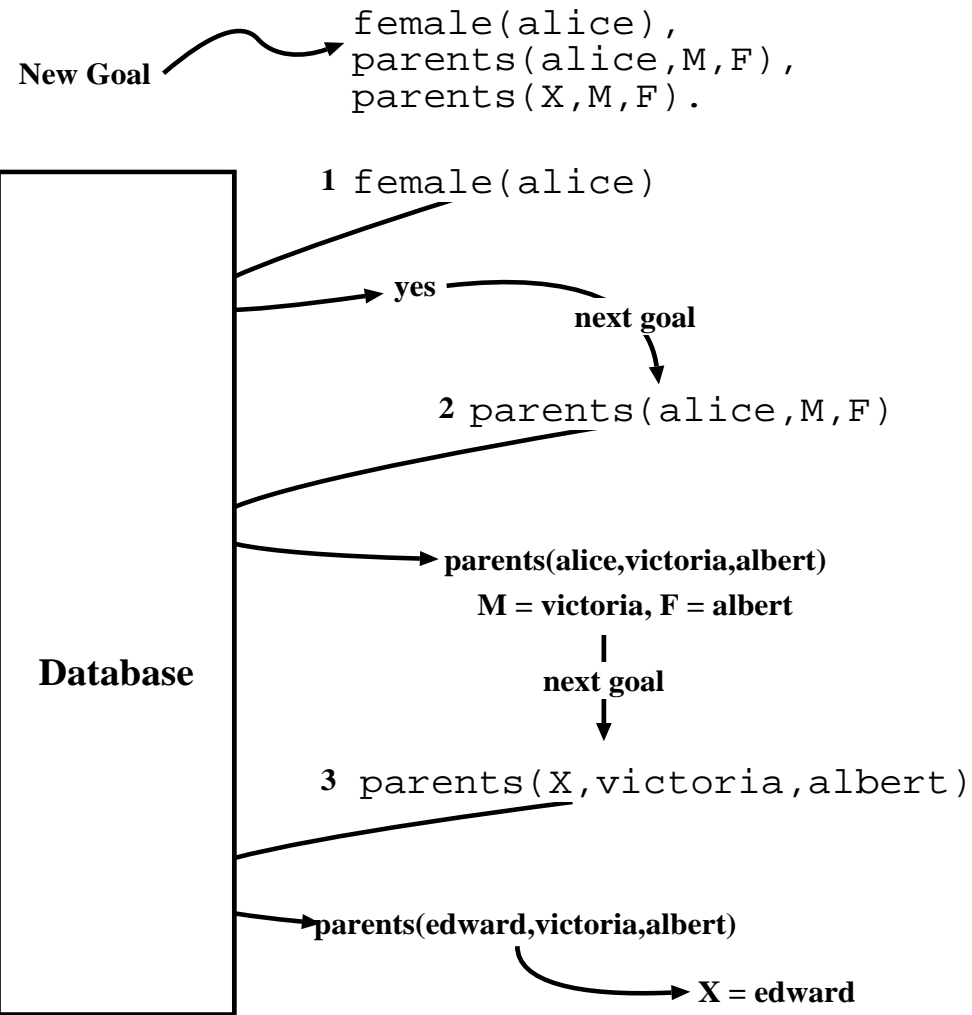 female(alice),
New Goal
parents(alice,M,F),
parents(X,M,F).
1 female(alice)
yes
next goal
2 parents(alice,M,F)
parents(alice,victoria,albert)
M = victoria, F = albert
Database
next goal
3 parents(X,victoria,albert)
parents(edward,victoria,albert)
X = edward